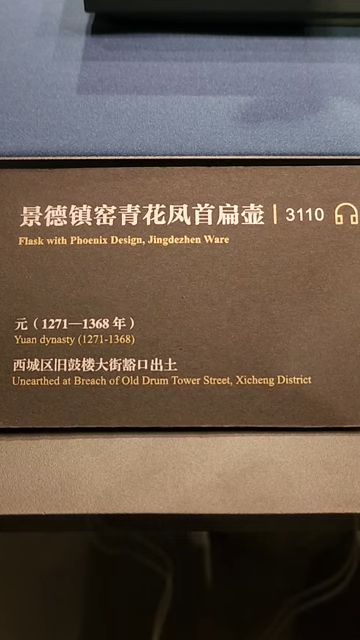 景德镇窑青花凤首扁壶 | 3110
Flask with Phoenix Design, Jingdezhen Ware
元（1271—1368 年）
Yuan dynasty (1271-1368)
西城区旧鼓楼大街豁口出土
Unearthed at Breach of Old Drum Tower Street, Xicheng District